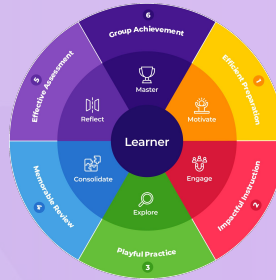 6
Group Achievement
Master
1
Efficient Preparation
Motivate
2
Impactful Instruction
Engage
3
Playful Practice
Explore
4
Memorable Review
Consolidate
5
Effective Assessment
Reflect
Learner